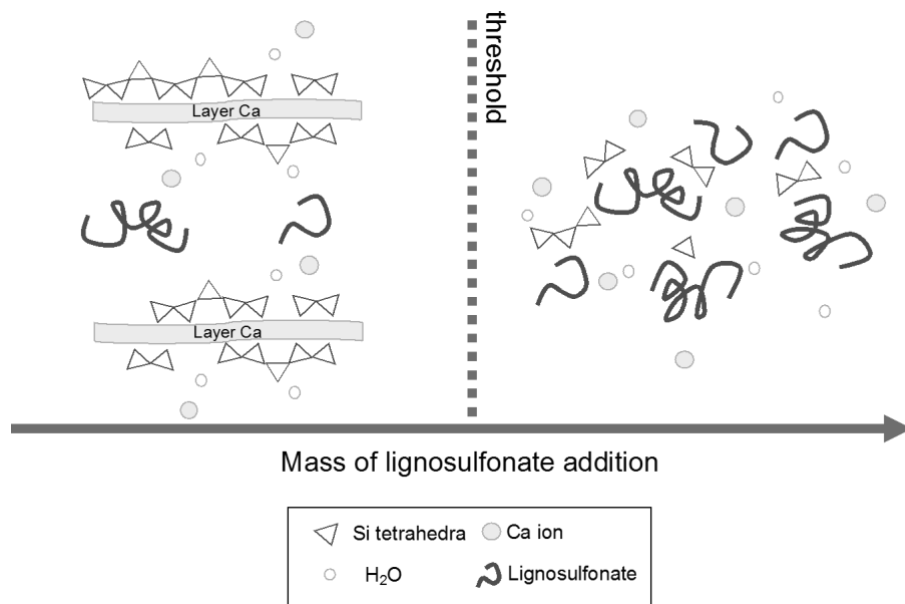 threshold
Layer Ca
Layer Ca
Mass of lignosulfonate addition
Si tetrahedra
Ca ion
H₂O
Lignosulfonate